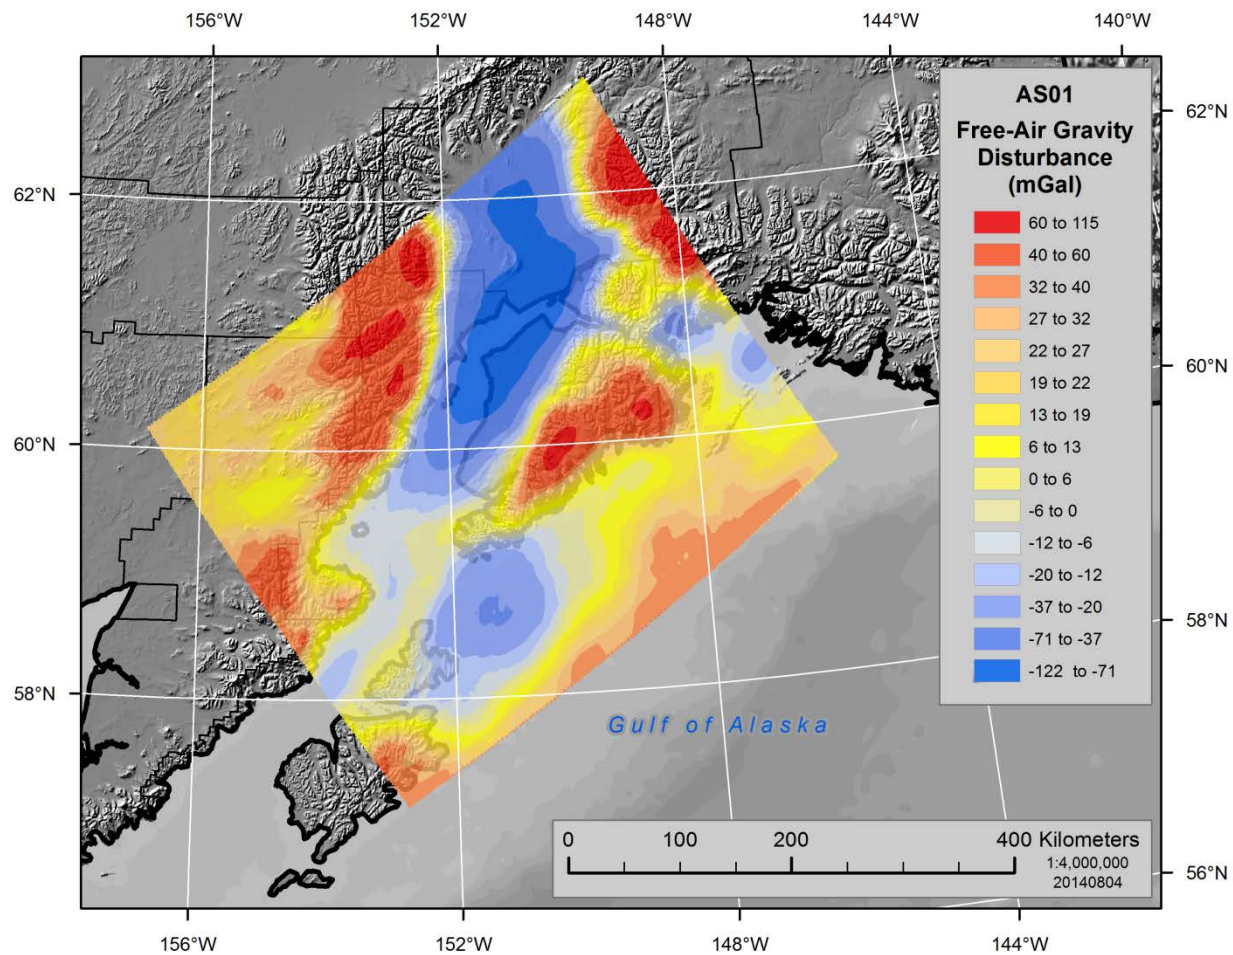 156°W 152°W 148°W 144°W 140°W
62°N
62°N
60°N
60°N
58°N
58°N
56°N
AS01
Free-Air Gravity
Disturbance
(mGal)
60 to 115
40 to 60
32 to 40
27 to 32
22 to 27
19 to 22
13 to 19
6 to 13
0 to 6
-6 to 0
-12 to -6
-20 to -12
-37 to -20
-71 to -37
-122 to -71
Gulf of Alaska
0 100 200 400 Kilometers
1:4,000,000
20140804
156°W 152°W 148°W 144°W